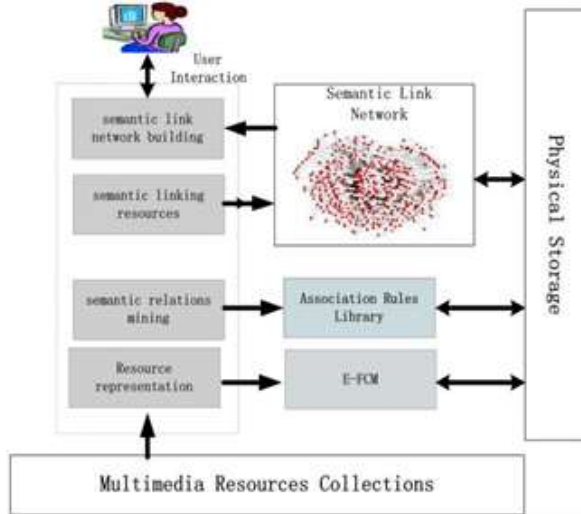 User
Interaction
semantic link
network building
Semantic Link
Network
semantic linking
resources
Physical Storage
semantic relations
mining
Association Rules
Library
Resource
representation
E-FCM
Multimedia Resources Collections